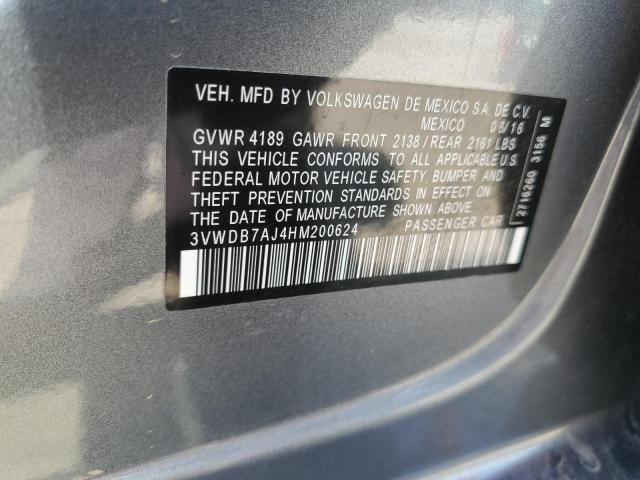 VEH. MFD BY VOLKSWAGEN DE MEXICO S.A. DE C.V.
MEXICO 06/16
GVWR 4189 GAWR FRONT 2138 / REAR 2161 LBS
THIS VEHICLE CONFORMS TO ALL APPLICABLE U.S.
FEDERAL MOTOR VEHICLE SAFETY, BUMPER AND
THEFT PREVENTION STANDARDS IN EFFECT ON
THE DATE OF MANUFACTURE SHOWN ABOVE.
3VWDB7AJ4HM200624 PASSENGER CAR
2716260 3156 M